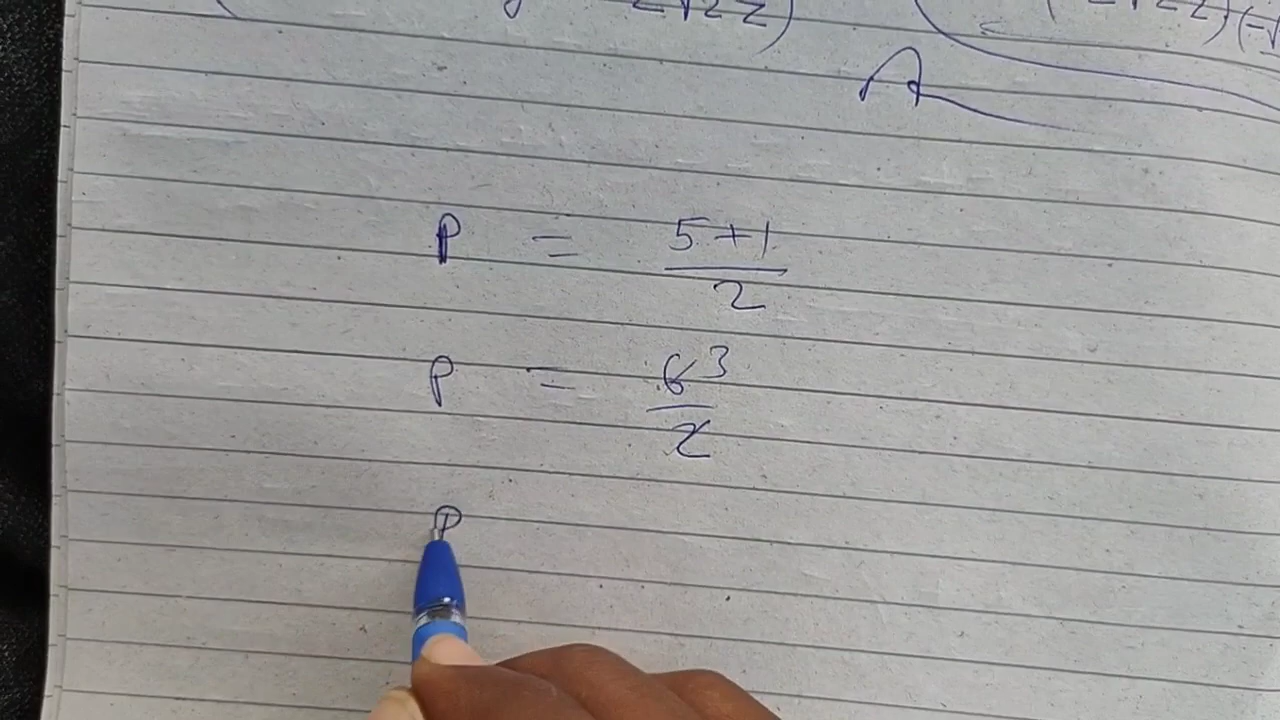 P = 5+1 / 2
P = 6 3 / 2
P